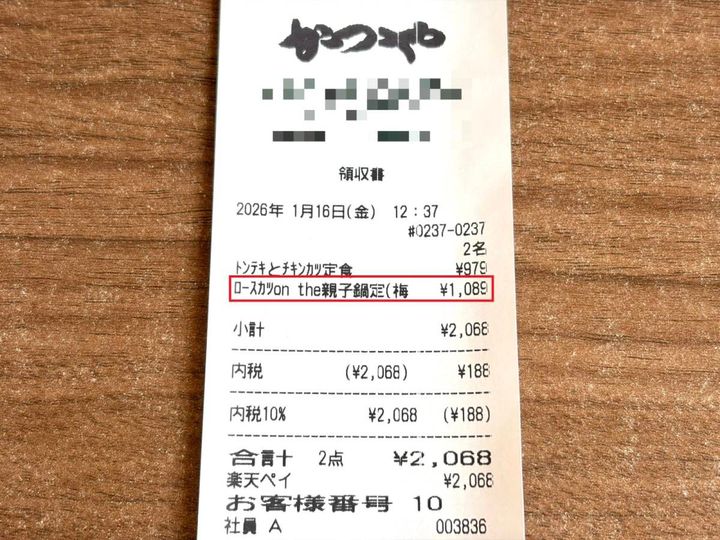 かつや
領収書
2026年 1月16日(金) 12:37
#0237-0237
2名
ﾄﾝﾃｷとﾁｷﾝｶﾂ定食 ¥979
ﾛｰｽｶﾂon the親子鍋定(梅 ¥1,089
小計 ¥2,068
内税 (¥2,068) ¥188
内税10% ¥2,068 (¥188)
合計 2点 ¥2,068
楽天ペイ ¥2,068
お客様番号 10
社員 A 003836